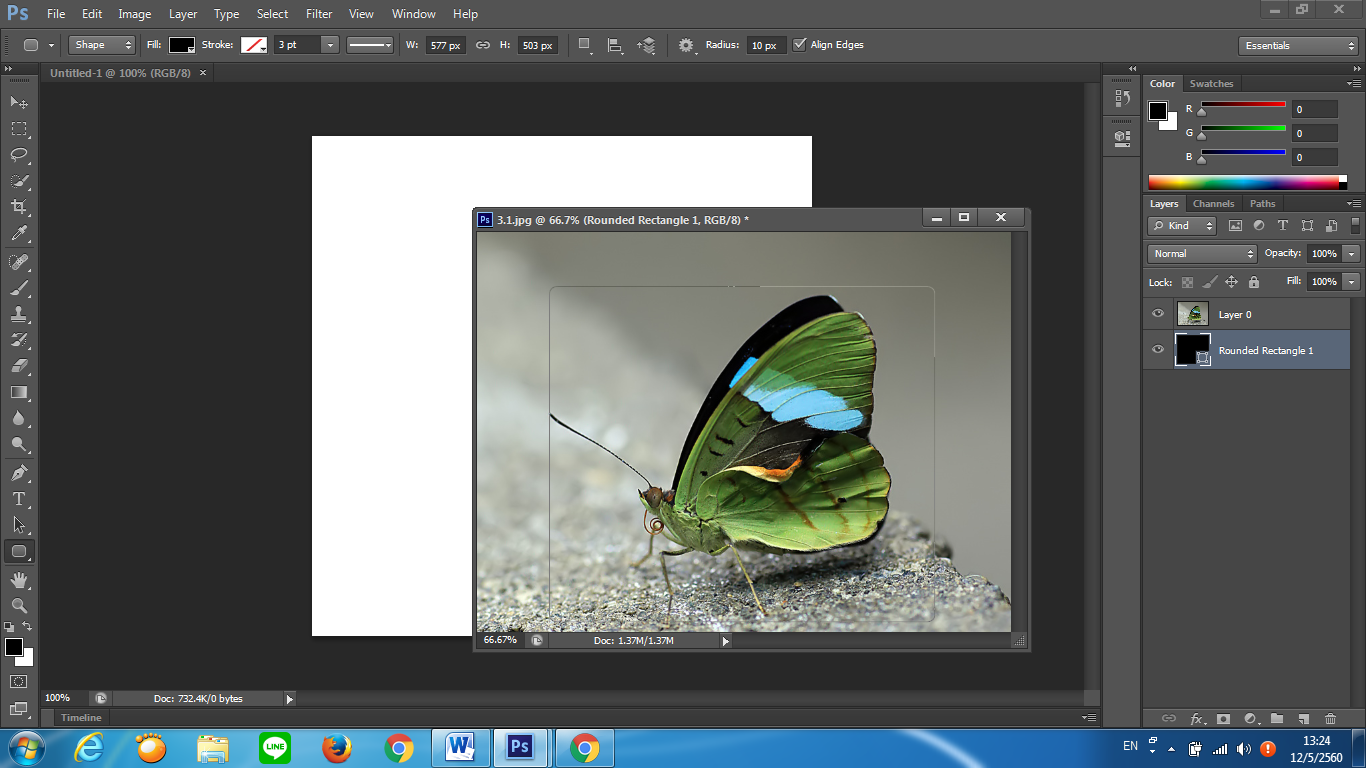 Ps File Edit Image Layer Type Select Filter View Window Help
Shape Fill: Stroke: 3 pt W: 577 px H: 503 px Radius: 10 px Align Edges Essentials
Untitled-1 @ 100% (RGB/8) ×
Color Swatches
R 0
G 0
B 0
Layers Channels Paths
Kind
Normal Opacity: 100%
Lock: Fill: 100%
Layer 0
Rounded Rectangle 1
Ps 3.1.jpg @ 66.7% (Rounded Rectangle 1, RGB/8) *
66.67% Doc: 1.37M/1.37M
100% Doc: 732.4K/0 bytes
Timeline
fx
LINE W Ps EN 13:24
12/5/2560